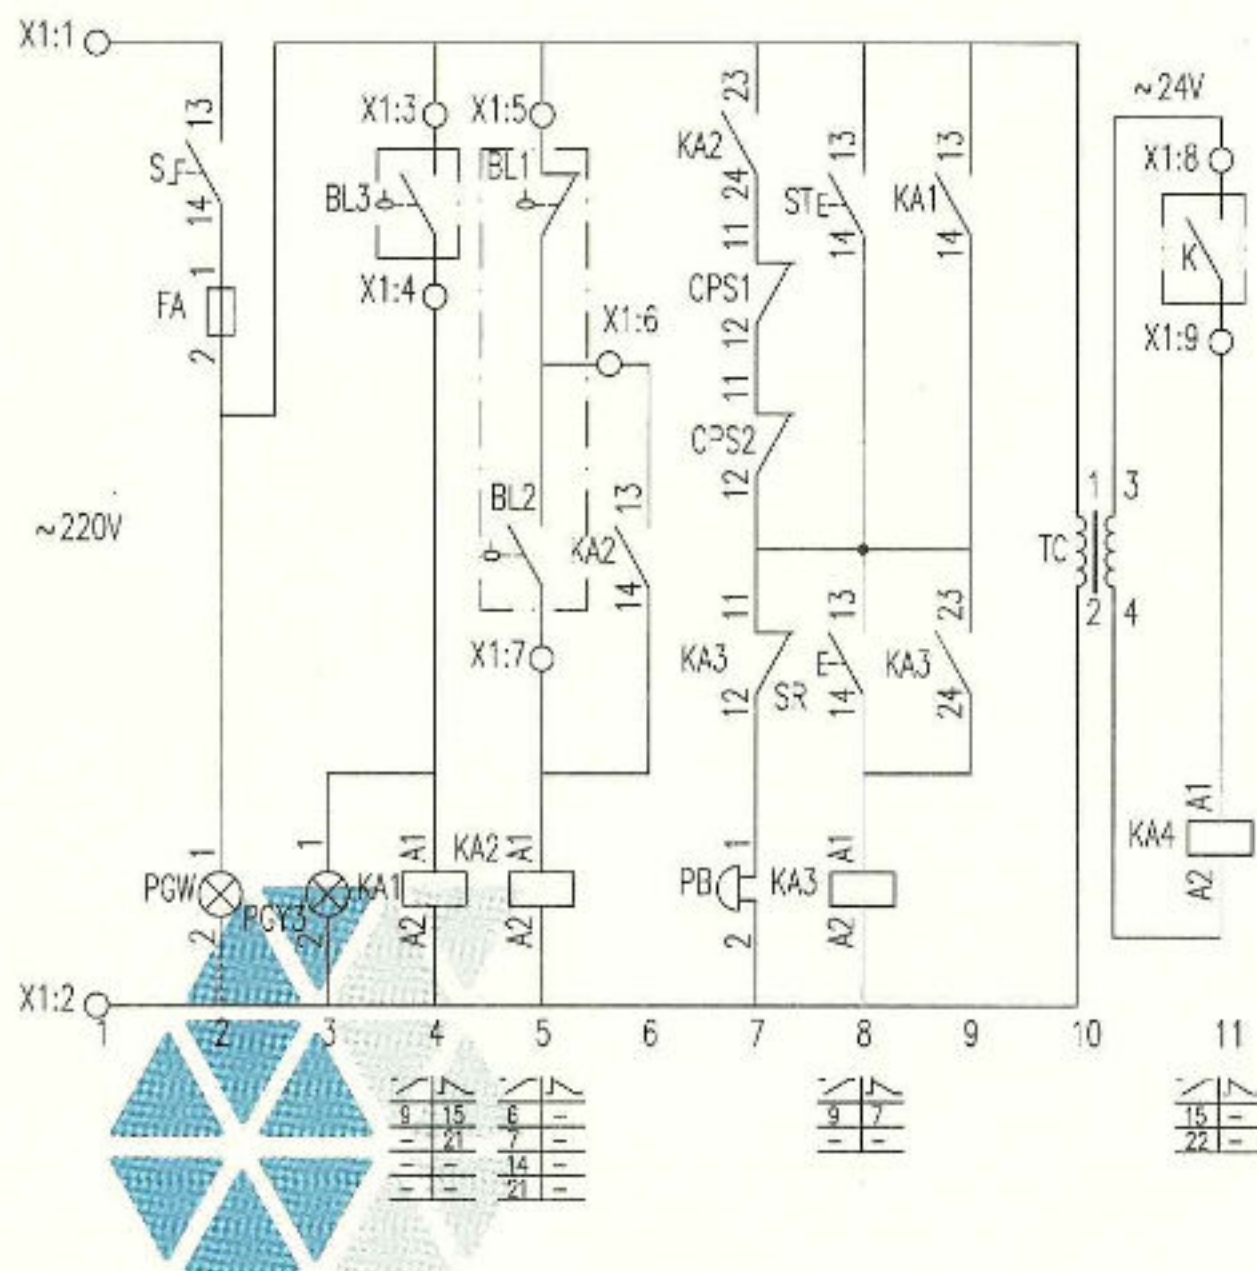 X1:1
~24V
13
X1:3
X1:5
23
KA2
13
13
X1:8
S
BL3
BL1
24
ST
KA1
K
14
X1:4
11
14
14
1
FA
CPS1
X1:6
X1:9
2
12
11
CPS2
12
BL2
13
1
3
~220V
KA2
TC
14
11
13
23
2
4
X1:7
KA3
SR
KA3
12
14
24
1
A1
KA2
A1
1
A1
A1
1
KA4
PGW
PGY3
KA1
PB
KA3
A2
2
2
A2
A2
2
A2
X1:2
1 2 3 4 5 6 7 8 9 10 11
9 15 6 - 9 7 15 -
- 21 7 - - - 22 -
- - 14 -
- - 21 -